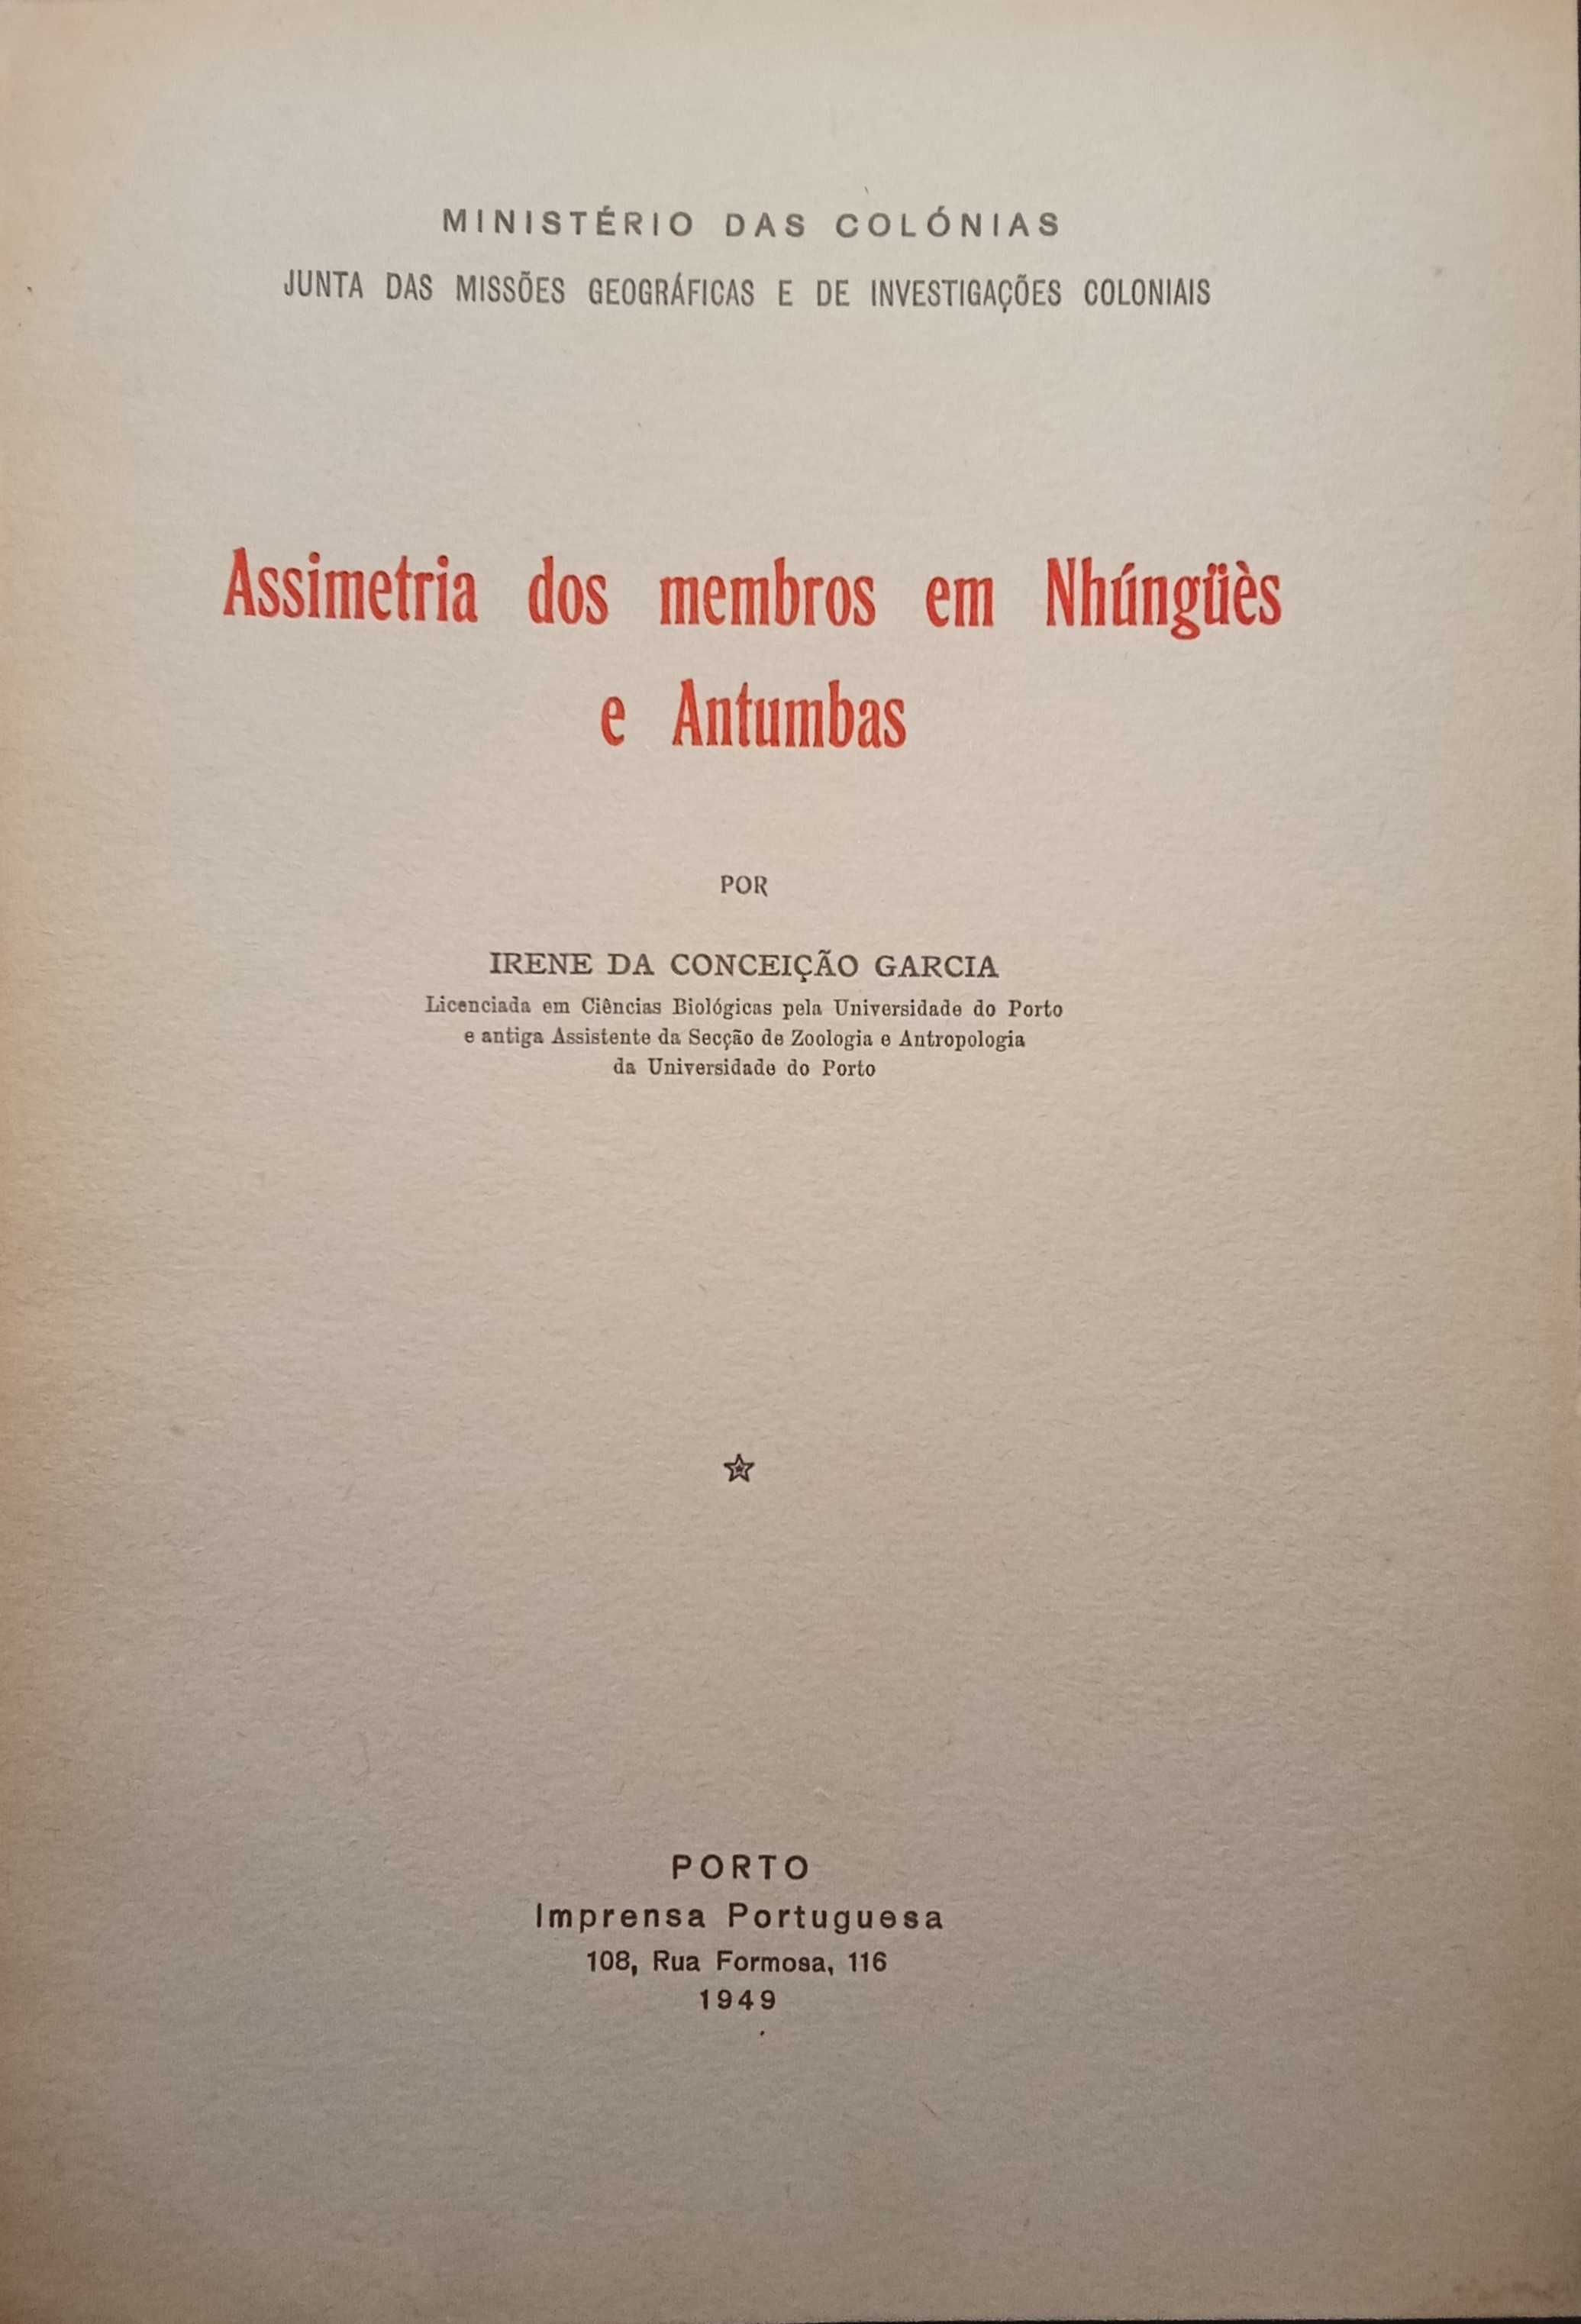 MINISTÉRIO DAS COLÓNIAS
JUNTA DAS MISSÕES GEOGRÁFICAS E DE INVESTIGAÇÕES COLONIAIS
Assimetria dos membros em Nhúngüès
e Antumbas
POR
IRENE DA CONCEIÇÃO GARCIA
Licenciada em Ciências Biológicas pela Universidade do Porto
e antiga Assistente da Secção de Zoologia e Antropologia
da Universidade do Porto
PORTO
Imprensa Portuguesa
108, Rua Formosa, 116
1949